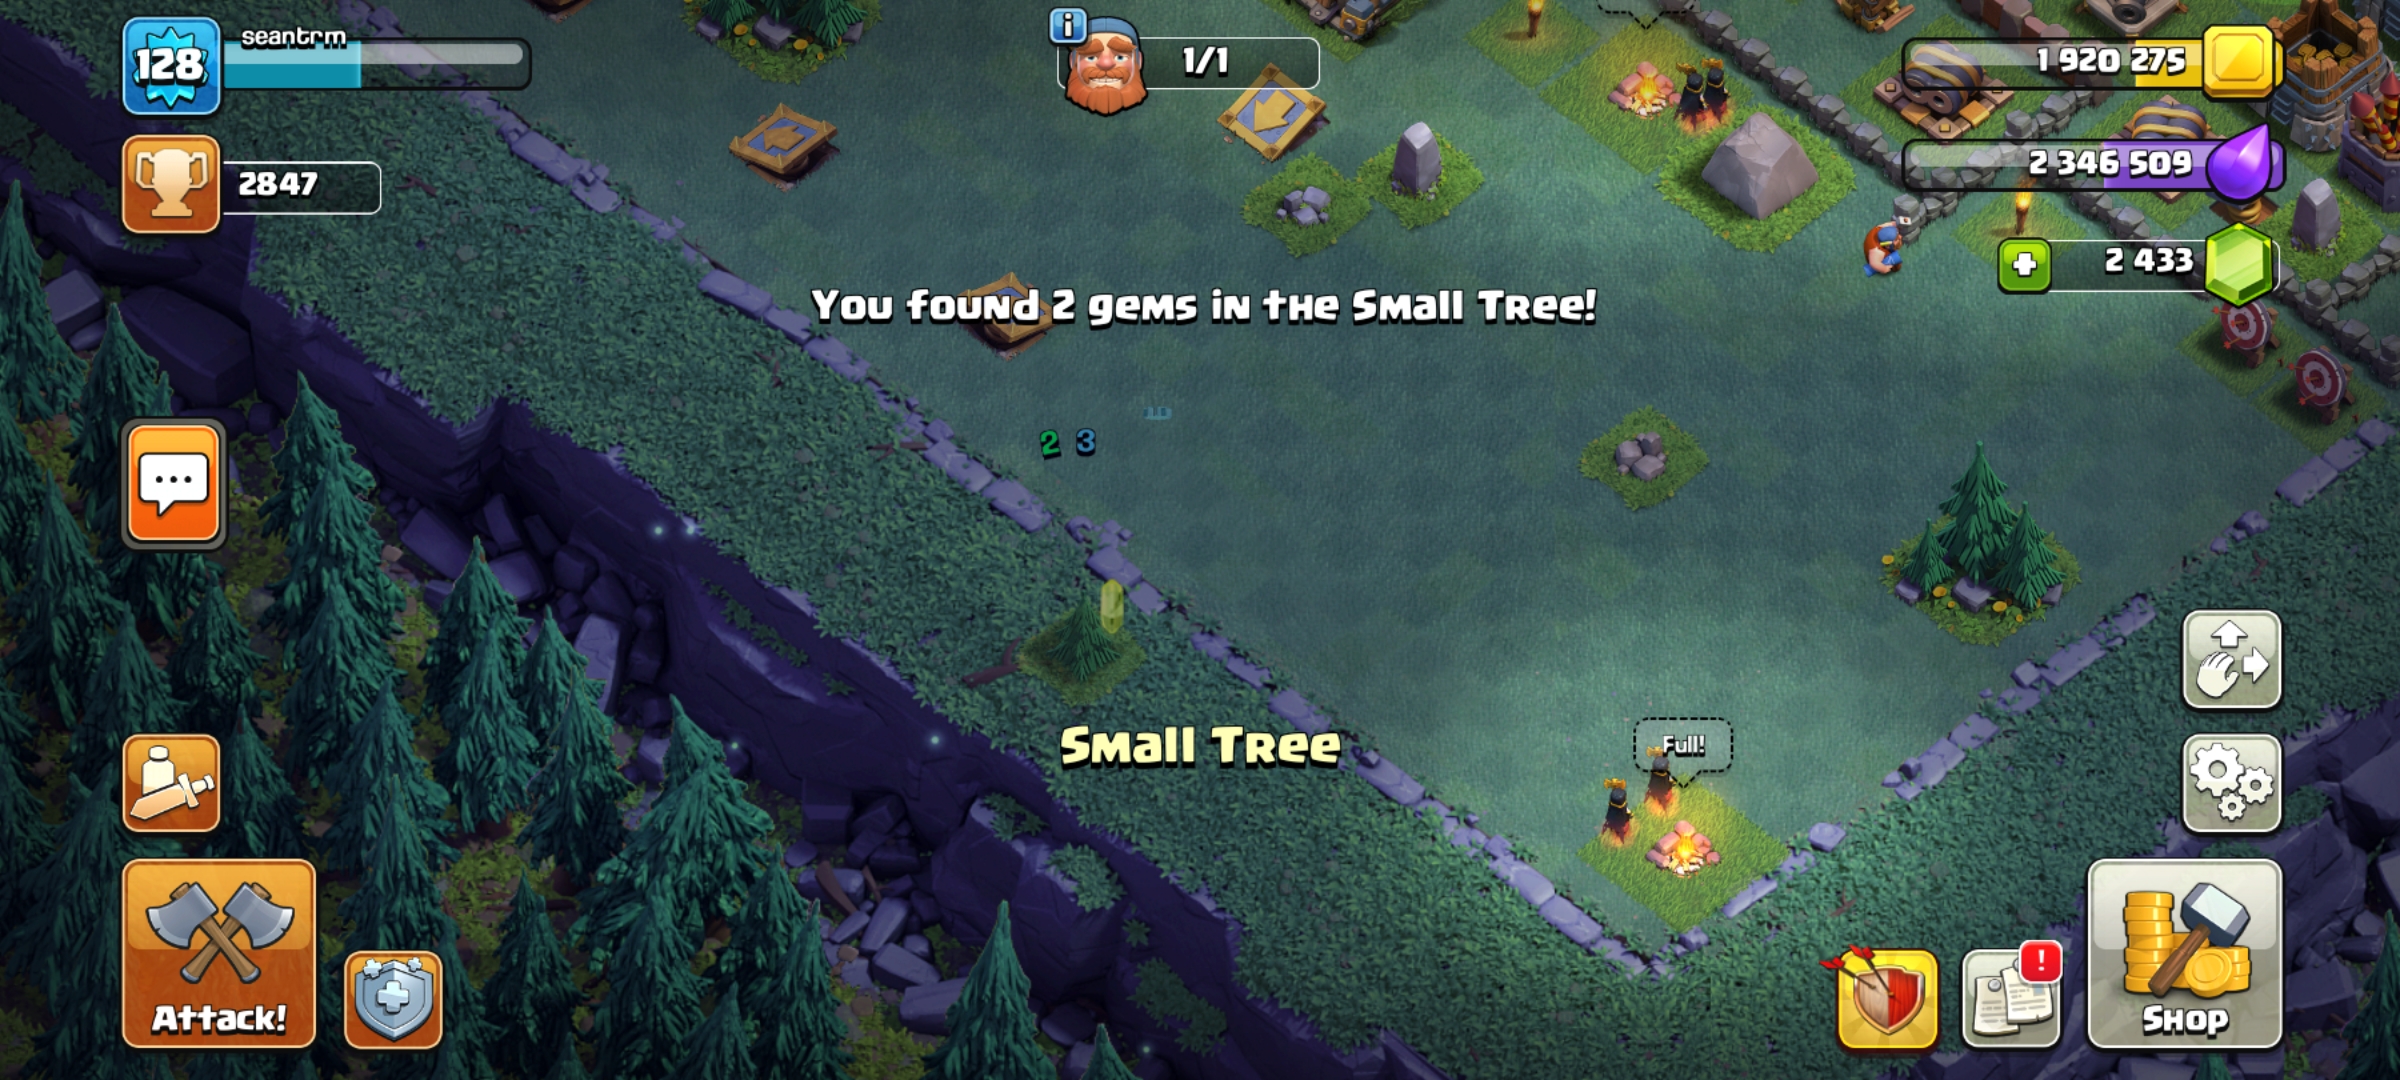 128
seantrm
1/1
1 920 275
2847
2 346 509
2 433
You found 2 gems in the Small Tree!
2 3
Small Tree
Full!
Attack!
Shop